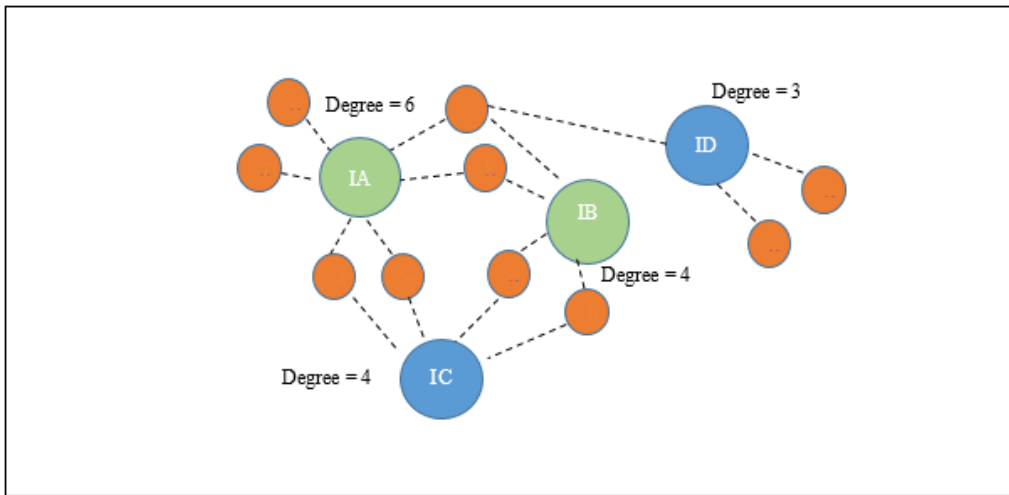 Degree = 6
Degree = 3
ID
IA
IB
Degree = 4
IC
Degree = 4